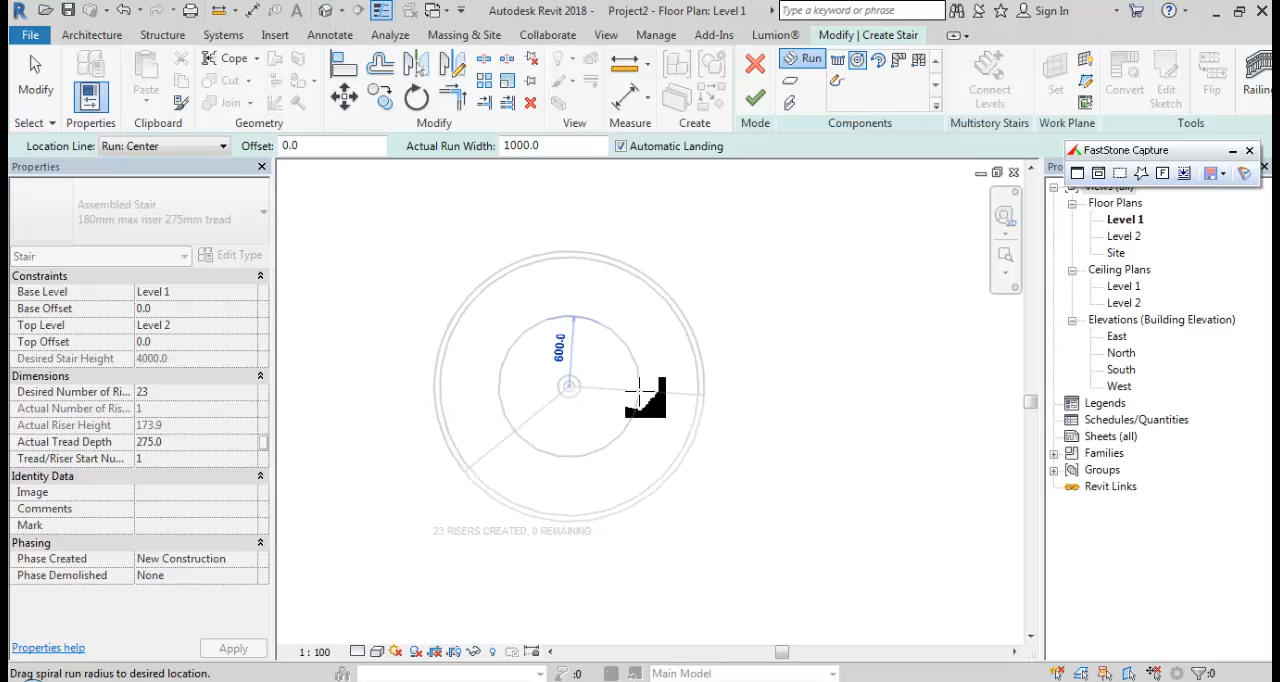 Autodesk Revit 2018 - Project2 - Floor Plan: Level 1
Type a keyword or phrase
Sign In
File Architecture Structure Systems Insert Annotate Analyze Massing & Site Collaborate View Manage Add-Ins Lumion® Modify | Create Stair
Modify
Paste
Cope
Cut
Join
Run
Connect Levels
Set
Convert
Edit Sketch
Flip
Railing
Select Properties Clipboard Geometry Modify View Measure Create Mode Components Multistory Stairs Work Plane Tools
Location Line: Run: Center Offset: 0.0 Actual Run Width: 1000.0 Automatic Landing
Properties
Assembled Stair
180mm max riser 275mm tread
Stair Edit Type
Constraints
Base Level Level 1
Base Offset 0.0
Top Level Level 2
Top Offset 0.0
Desired Stair Height 4000.0
Dimensions
Desired Number of Ri... 23
Actual Number of Ris... 1
Actual Riser Height 173.9
Actual Tread Depth 275.0
Tread/Riser Start Nu... 1
Identity Data
Image
Comments
Mark
Phasing
Phase Created New Construction
Phase Demolished None
Properties help Apply
600.0
23 RISERS CREATED, 0 REMAINING
FastStone Capture
Views (all)
Floor Plans
Level 1
Level 2
Site
Ceiling Plans
Level 1
Level 2
Elevations (Building Elevation)
East
North
South
West
Legends
Schedules/Quantities
Sheets (all)
Families
Groups
Revit Links
1 : 100
Drag spiral run radius to desired location.
:0
Main Model
:0